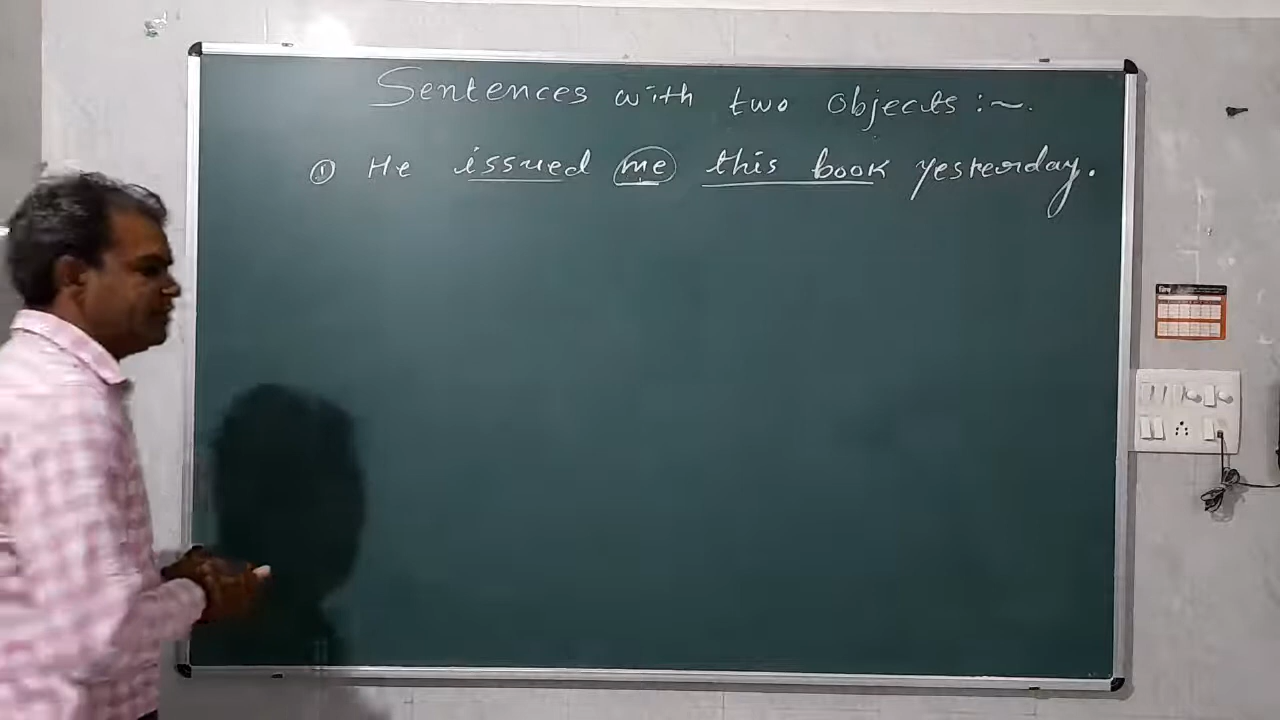 Sentences with two objects :~.
① He issued me this book yesterday.